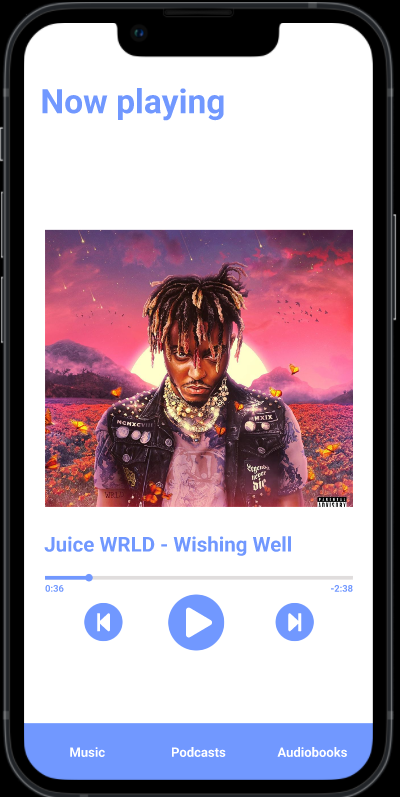 Now playing
MCMXCVIII
MXIX
Legends
never
die
PARENTAL
ADVISORY
Juice WRLD - Wishing Well
0:36
-2:38
Music
Podcasts
Audiobooks